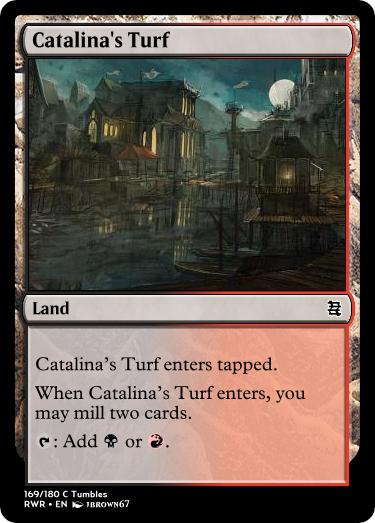 Catalina's Turf
Land
Catalina's Turf enters tapped.
When Catalina's Turf enters, you
may mill two cards.
: Add or .
169/180 C Tumbles
RWR • EN JBROWN67